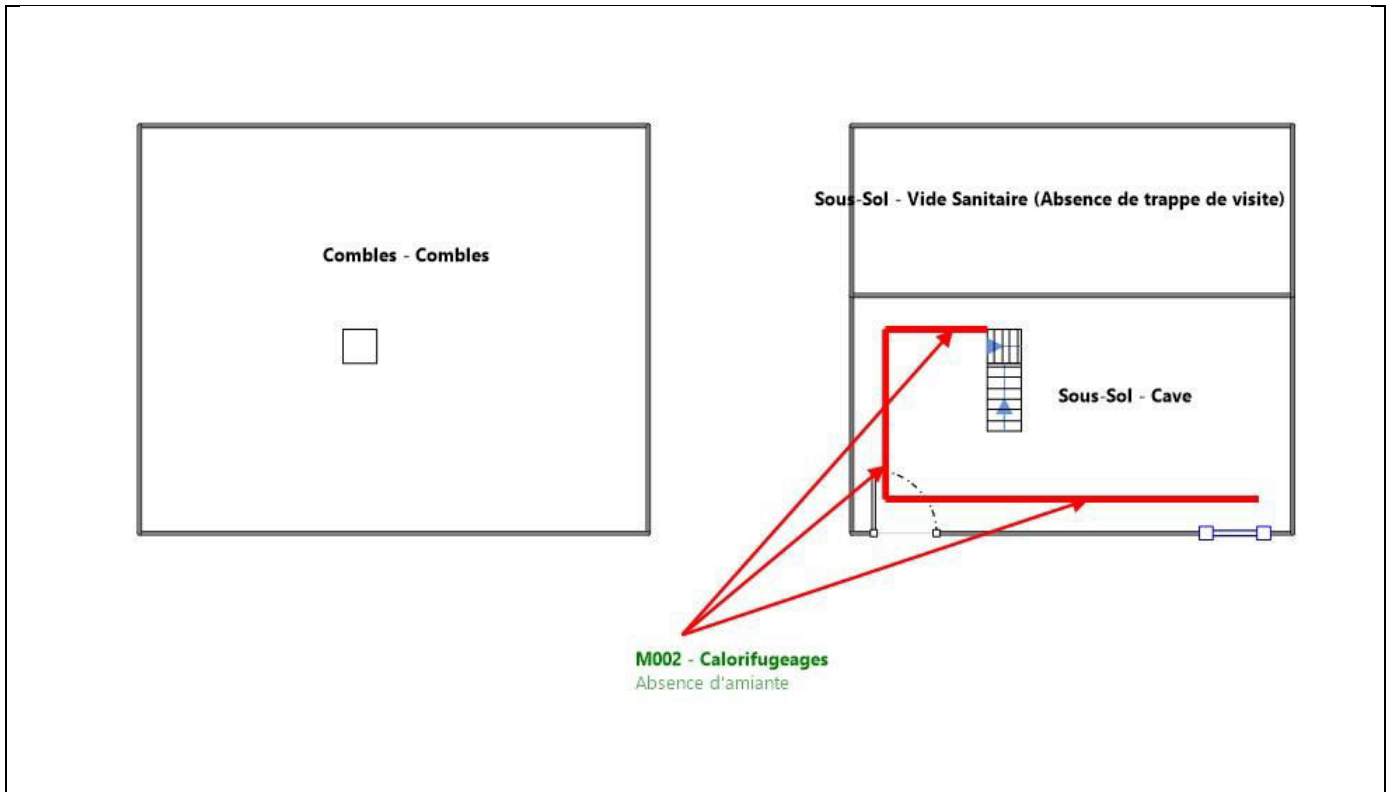 Sous-Sol - Vide Sanitaire (Absence de trappe de visite)
Combles - Combles
Sous-Sol - Cave
M002 - Calorifugeages
Absence d'amiante